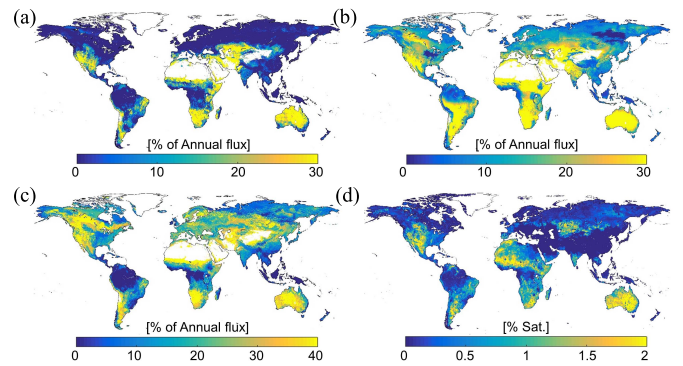 (a)
(b)
[% of Annual flux]
0 10 20 30
[% of Annual flux]
0 10 20 30
(c)
(d)
[% of Annual flux]
0 10 20 30 40
[% Sat.]
0 0.5 1 1.5 2